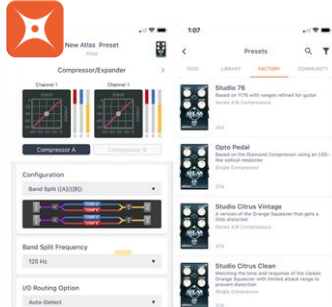 New Atlas Preset
Atlas
Compressor/Expander
Channel 1
Channel 1
Compressor A
Compressor B
Configuration
Band Split ([A]|[B])
Band Split Frequency
125 Hz
I/O Routing Option
Auto-Detect
1:07
Presets
FEED
LIBRARY
FACTORY
COMMUNITY
Studio 76
Based on 1176 with ranges refined for guitar
Series A/B Compressors
Opto Pedal
Based on the Diamond Compressor using an LED-
like optical response
Single Compressor
Studio Citrus Vintage
A version of the Orange Squeezer that gets a
little distorted
Series A/B Compressors
Studio Citrus Clean
Matching the tone and response of the classic
Orange Squeezer with limited attack range to
prevent distortion
Single Compressor